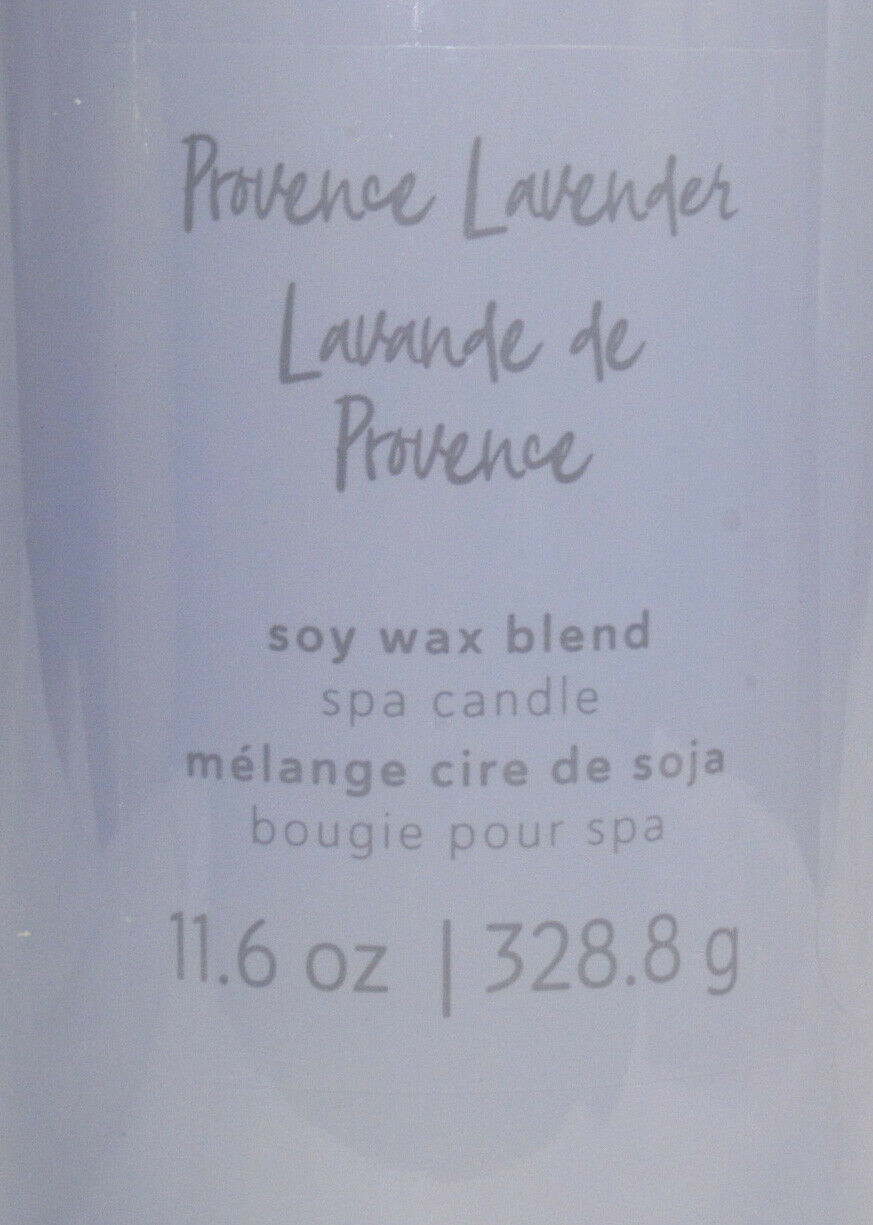 Provence Lavender
Lavande de
Provence
soy wax blend
spa candle
mélange cire de soja
bougie pour spa
11.6 oz | 328.8 g